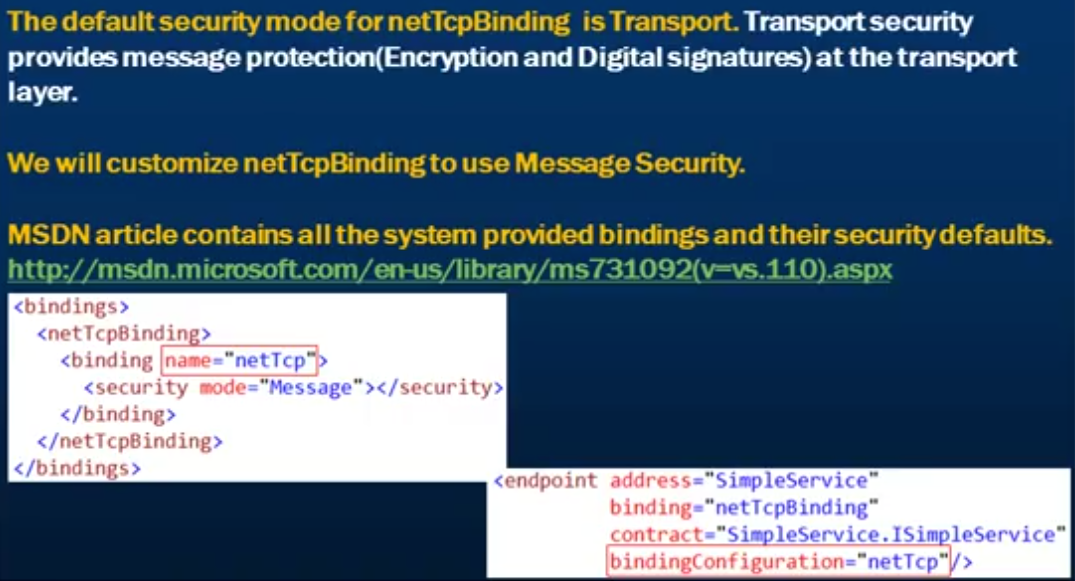 The default security mode for netTcpBinding is Transport. Transport security
provides message protection(Encryption and Digital signatures) at the transport
layer.
We will customize netTcpBinding to use Message Security.
MSDN article contains all the system provided bindings and their security defaults.
http://msdn.microsoft.com/en-us/library/ms731092(v=vs.110).aspx
<bindings>
<netTcpBinding>
<binding name="netTcp">
<security mode="Message"></security>
</binding>
</netTcpBinding>
</bindings>
<endpoint address="SimpleService"
binding="netTcpBinding"
contract="SimpleService.ISimpleService"
bindingConfiguration="netTcp"/>